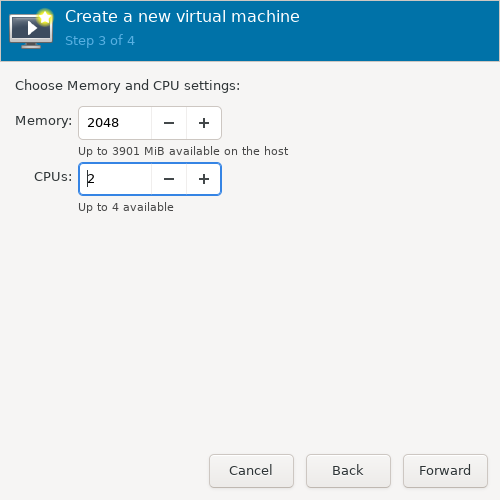 Create a new virtual machine
Step 3 of 4
Choose Memory and CPU settings:
Memory: 2048 − +
Up to 3901 MiB available on the host
CPUs: 2 − +
Up to 4 available
Cancel Back Forward